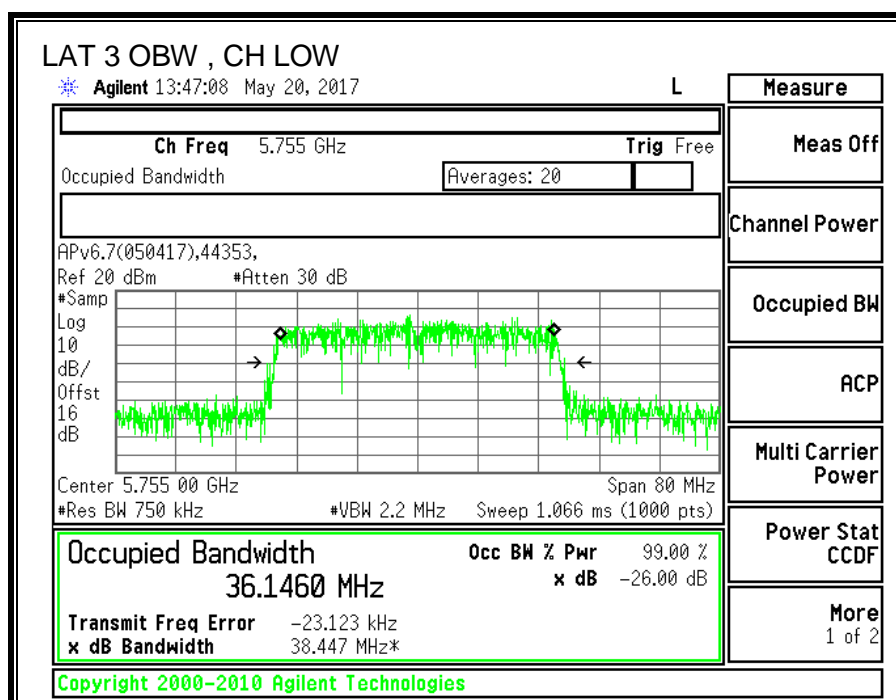 LAT 3 OBW , CH LOW
Agilent 13:47:08 May 20, 2017 L
Measure
Ch Freq 5.755 GHz Trig Free
Meas Off
Occupied Bandwidth Averages: 20
Channel Power
APv6.7(050417),44353,
Ref 20 dBm #Atten 30 dB
#Samp
Log
10
dB/
Offst
16
dB
Occupied BW
ACP
Multi Carrier
Power
Center 5.755 00 GHz Span 80 MHz
#Res BW 750 kHz #VBW 2.2 MHz Sweep 1.066 ms (1000 pts)
Power Stat
CCDF
Occupied Bandwidth Occ BW % Pwr 99.00 %
36.1460 MHz x dB -26.00 dB
Transmit Freq Error -23.123 kHz
x dB Bandwidth 38.447 MHz*
More
1 of 2
Copyright 2000-2010 Agilent Technologies